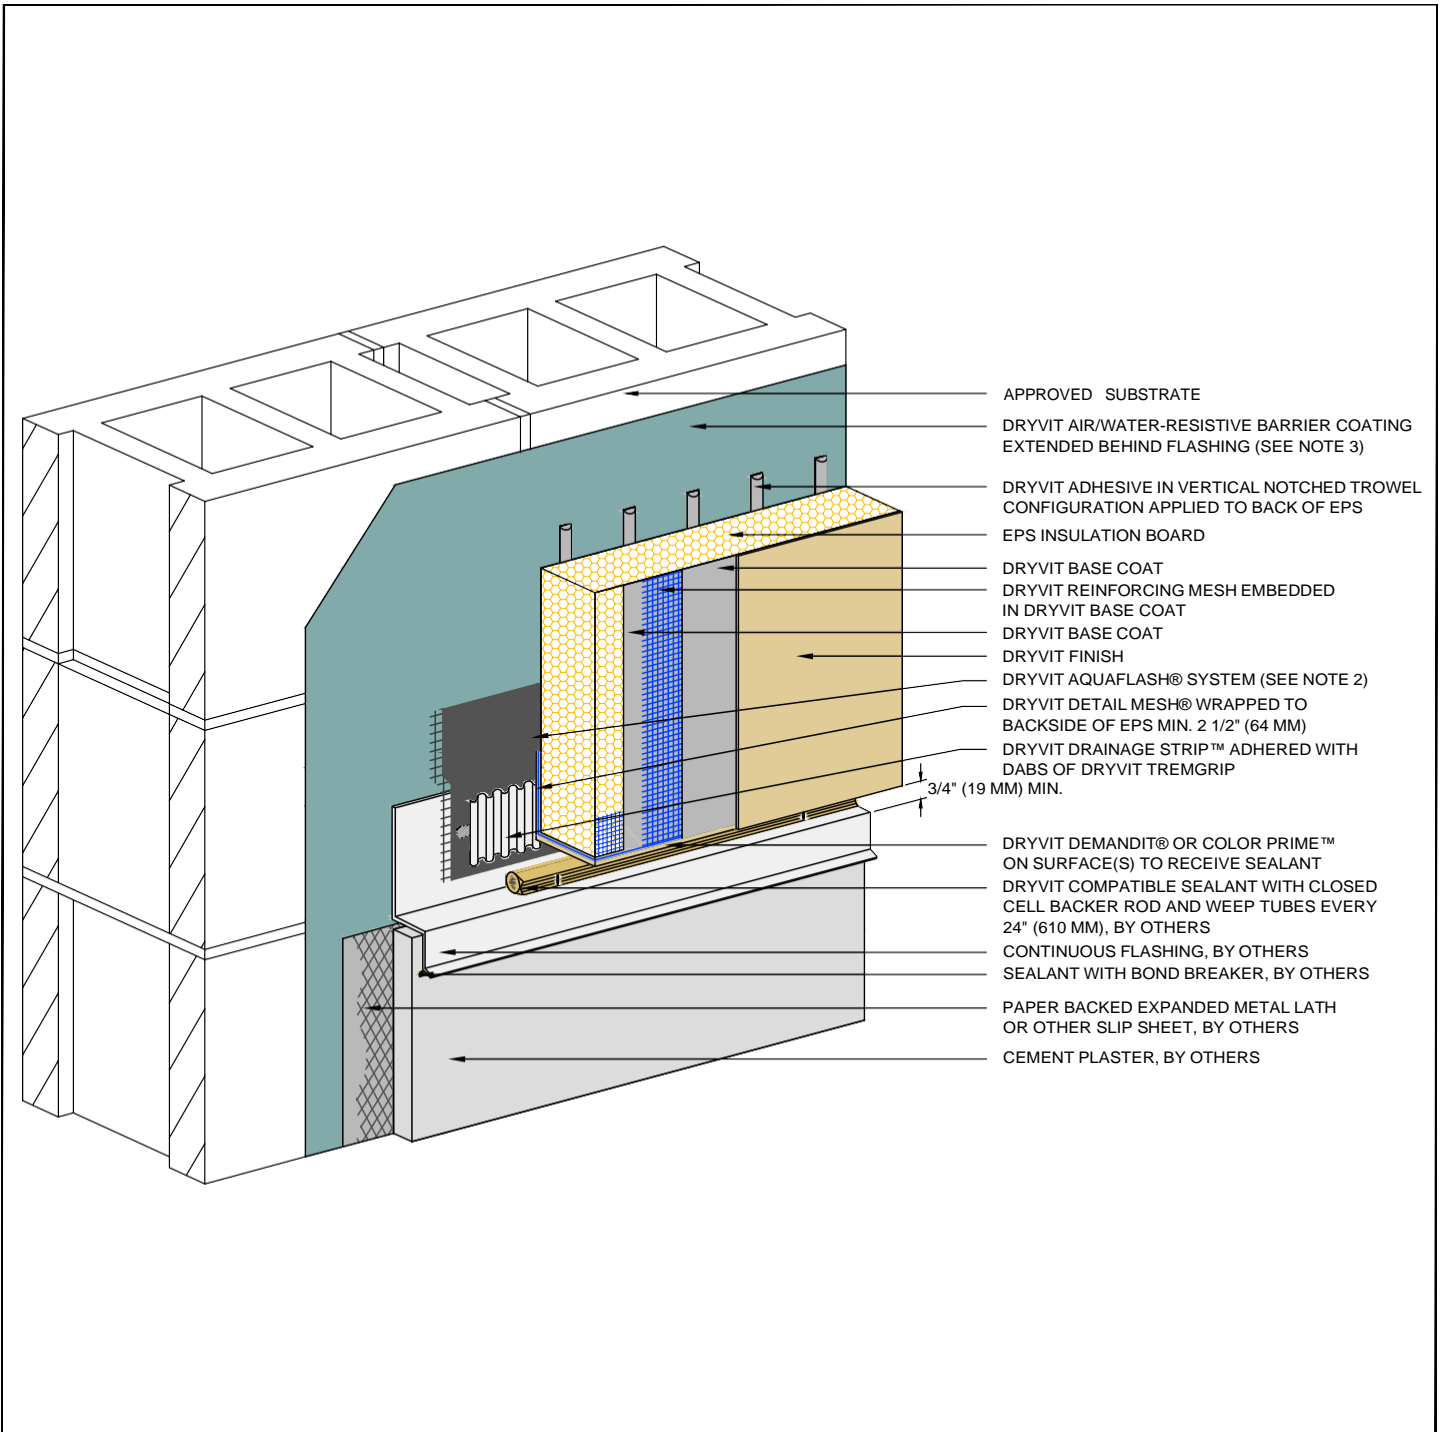 APPROVED SUBSTRATE
DRYVIT AIR/WATER-RESISTIVE BARRIER COATING
EXTENDED BEHIND FLASHING (SEE NOTE 3)
DRYVIT ADHESIVE IN VERTICAL NOTCHED TROWEL
CONFIGURATION APPLIED TO BACK OF EPS
EPS INSULATION BOARD
DRYVIT BASE COAT
DRYVIT REINFORCING MESH EMBEDDED
IN DRYVIT BASE COAT
DRYVIT BASE COAT
DRYVIT FINISH
DRYVIT AQUAFLASH® SYSTEM (SEE NOTE 2)
DRYVIT DETAIL MESH® WRAPPED TO
BACKSIDE OF EPS MIN. 2 1/2" (64 MM)
DRYVIT DRAINAGE STRIP™ ADHERED WITH
DABS OF DRYVIT TREMGRIP
3/4" (19 MM) MIN.
DRYVIT DEMANDIT® OR COLOR PRIME™
ON SURFACE(S) TO RECEIVE SEALANT
DRYVIT COMPATIBLE SEALANT WITH CLOSED
CELL BACKER ROD AND WEEP TUBES EVERY
24" (610 MM), BY OTHERS
CONTINUOUS FLASHING, BY OTHERS
SEALANT WITH BOND BREAKER, BY OTHERS
PAPER BACKED EXPANDED METAL LATH
OR OTHER SLIP SHEET, BY OTHERS
CEMENT PLASTER, BY OTHERS